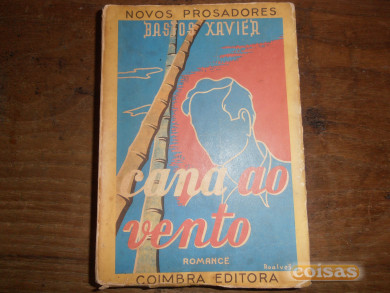 NOVOS PROSADORES
BASTOS XAVIER
cana ao
vento
ROMANCE
COIMBRA EDITORA
coisas